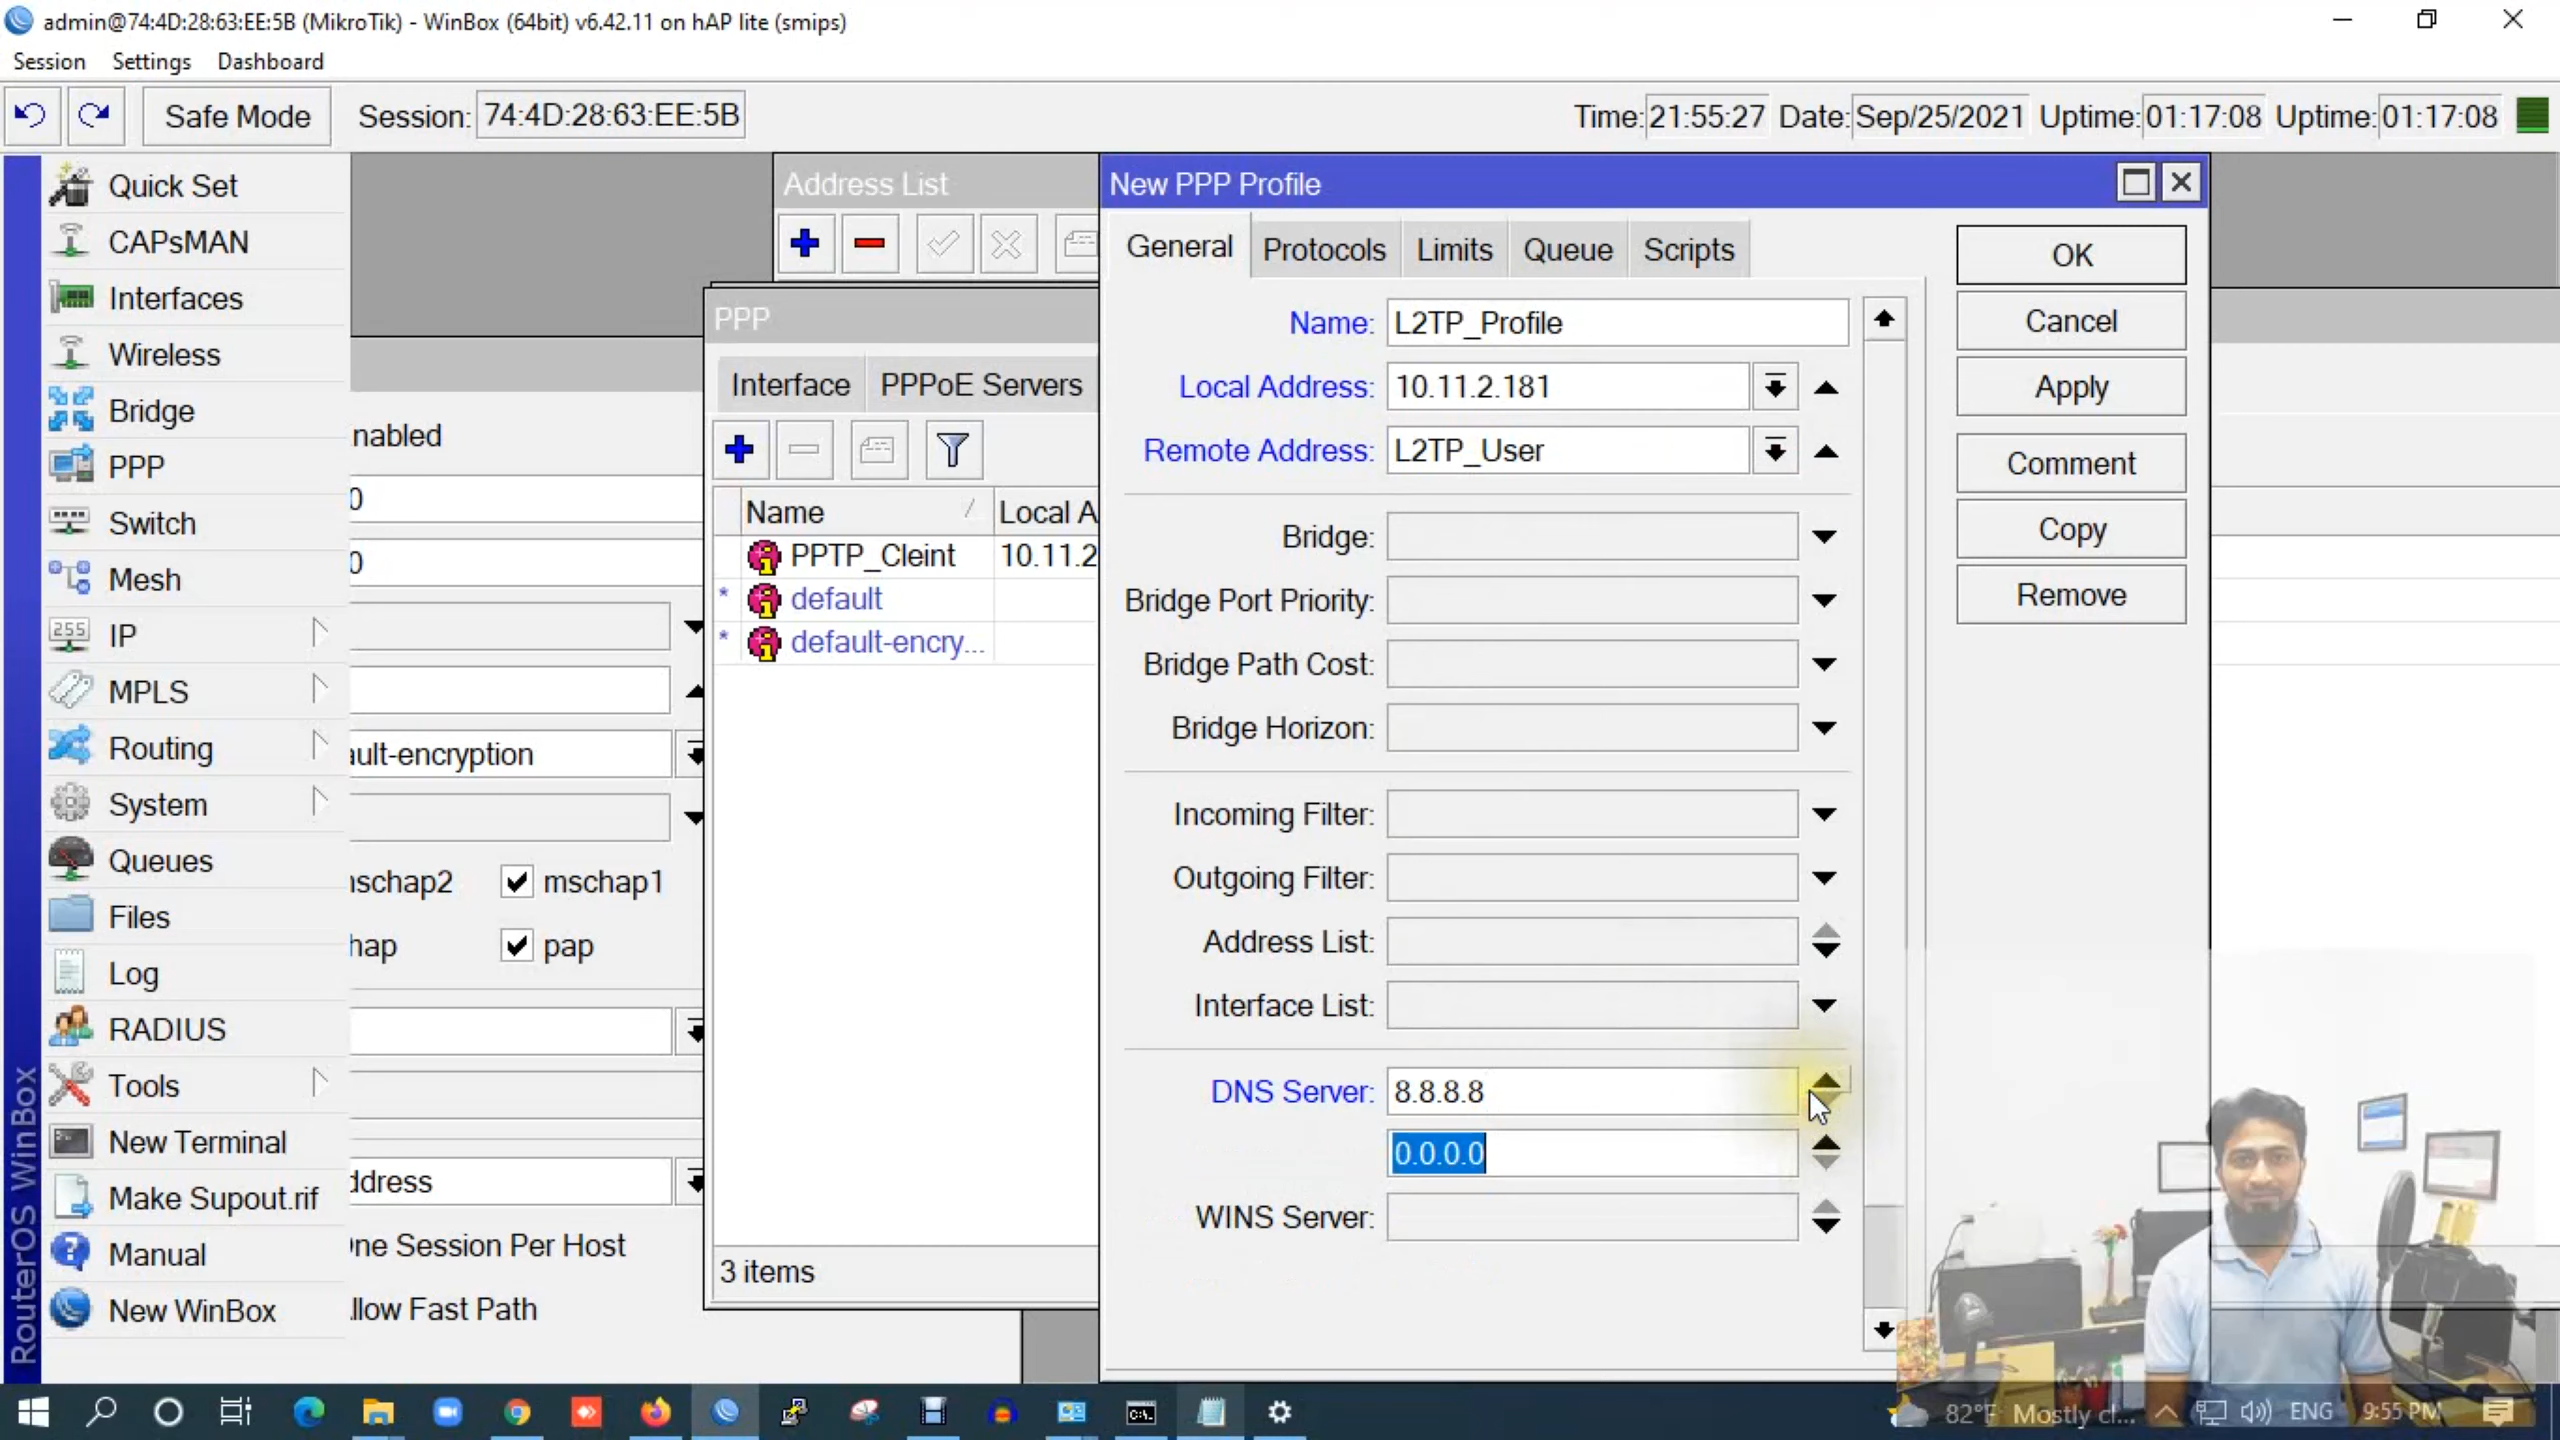 admin@74:4D:28:63:EE:5B (MikroTik) - WinBox (64bit) v6.42.11 on hAP lite (smips)
Session Settings Dashboard
Safe Mode Session: 74:4D:28:63:EE:5B Time: 21:55:27 Date: Sep/25/2021 Uptime: 01:17:08 Uptime: 01:17:08
RouterOS WinBox
Quick Set
CAPsMAN
Interfaces
Wireless
Bridge
PPP
Switch
Mesh
255 IP
MPLS
Routing
System
Queues
Files
Log
RADIUS
Tools
New Terminal
Make Supout.rif
Manual
New WinBox
nabled
0
0
ault-encryption
nschap2 mschap1
hap pap
ddress
One Session Per Host
llow Fast Path
Address List
PPP
Interface PPPoE Servers
Name Local A
PPTP_Cleint 10.11.2
* default
* default-encry...
3 items
New PPP Profile
General Protocols Limits Queue Scripts
Name: L2TP_Profile
Local Address: 10.11.2.181
Remote Address: L2TP_User
Bridge:
Bridge Port Priority:
Bridge Path Cost:
Bridge Horizon:
Incoming Filter:
Outgoing Filter:
Address List:
Interface List:
DNS Server: 8.8.8.8
0.0.0.0
WINS Server:
OK
Cancel
Apply
Comment
Copy
Remove
82°F Mostly cl... ENG 9:55 PM